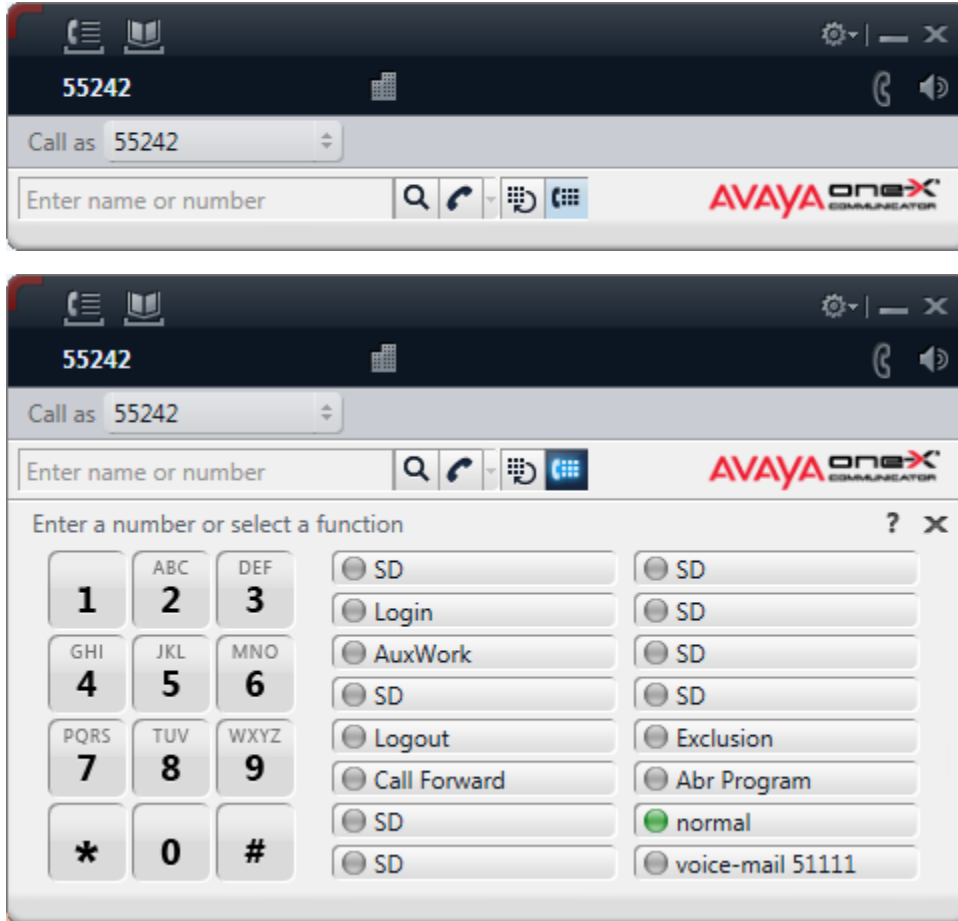 55242
Call as 55242
Enter name or number AVAYA one-X COMMUNICATOR
55242
Call as 55242
Enter name or number AVAYA one-X COMMUNICATOR
Enter a number or select a function ?
ABC DEF SD SD
1 2 3 Login SD
GHI JKL MNO AuxWork SD
4 5 6 SD SD
PQRS TUV WXYZ Logout Exclusion
7 8 9 Call Forward Abr Program
SD normal
* 0 # SD voice-mail 51111